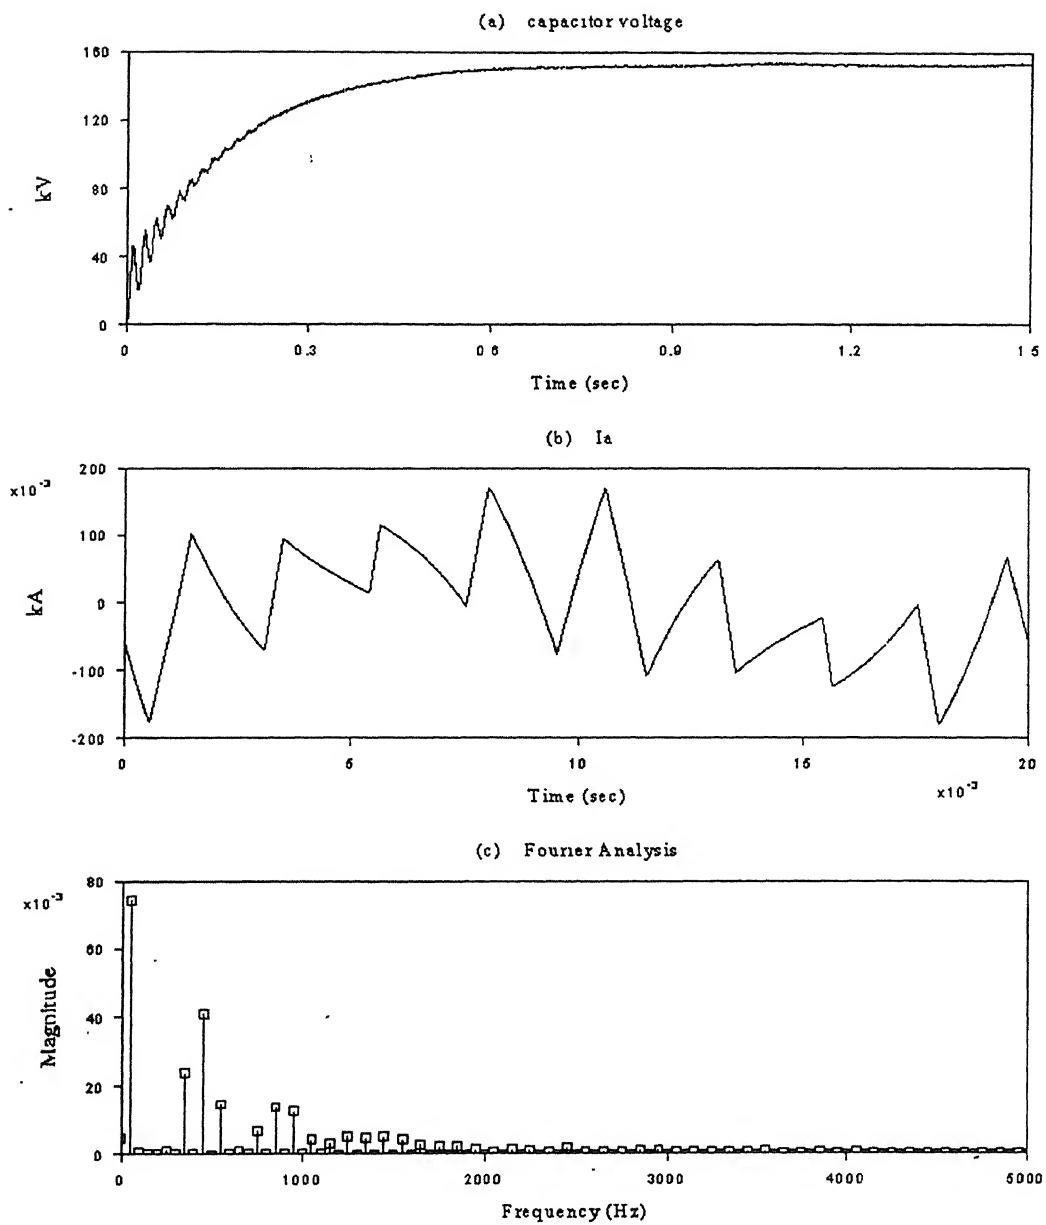 (a) capacitor voltage
160
120
80
40
0
kV
0 0.3 0 6 0.9 1.2 1 5
Time (sec)
(b) Ia
x10⁻³
200
100
0
-100
-200
kA
0 5 10 15 20
Time (sec)
x10⁻³
(c) Fourier Analysis
x10⁻³
80
60
40
20
0
Magnitude
0 1000 2000 3000 4000 5000
Frequency (Hz)